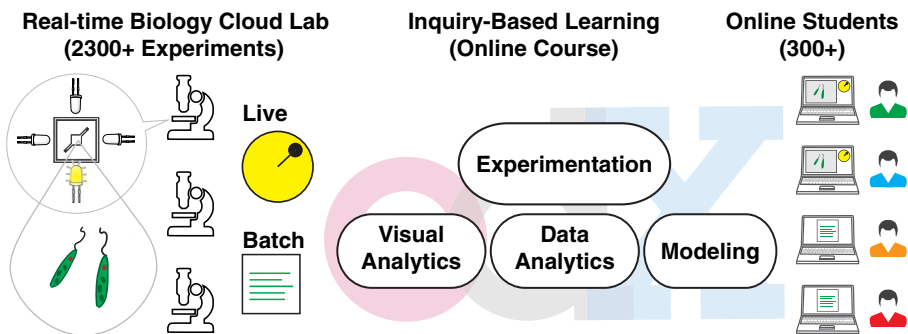 Real-time Biology Cloud Lab
(2300+ Experiments)
Inquiry-Based Learning
(Online Course)
Online Students
(300+)
Live
Batch
Experimentation
Visual
Analytics
Data
Analytics
Modeling